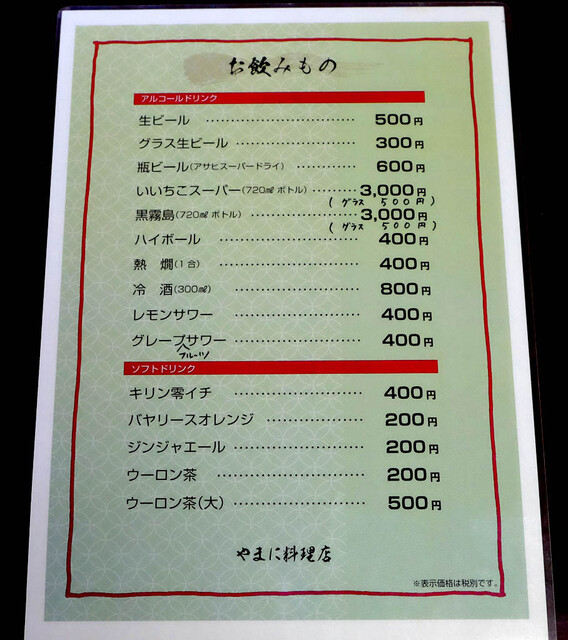 お飲みもの
アルコールドリンク
生ビール ………………………… 500円
グラス生ビール ………………… 300円
瓶ビール(アサヒスーパードライ) ………… 600円
いいちこスーパー(720㎖ボトル) ……… 3,000円
(グラス 500円)
黒霧島(720㎖ボトル) ………………… 3,000円
(グラス 500円)
ハイボール ……………………… 400円
熱 燗(1合) ……………………… 400円
冷 酒(300㎖) …………………… 800円
レモンサワー …………………… 400円
グレープサワー ………………… 400円
フルーツ
ソフトドリンク
キリン零イチ …………………… 400円
バヤリースオレンジ …………… 200円
ジンジャエール ………………… 200円
ウーロン茶 ……………………… 200円
ウーロン茶(大) ………………… 500円
やまに料理店
※表示価格は税別です。